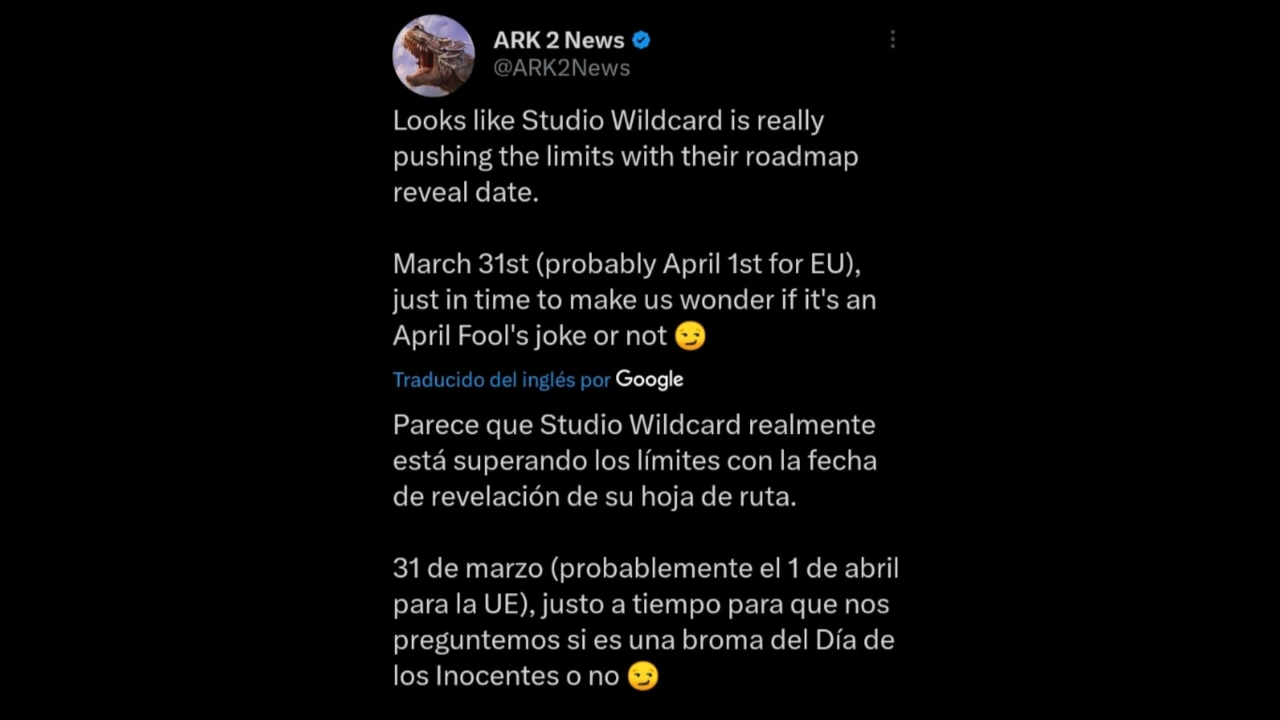 ARK 2 News
@ARK2News
Looks like Studio Wildcard is really
pushing the limits with their roadmap
reveal date.
March 31st (probably April 1st for EU),
just in time to make us wonder if it's an
April Fool's joke or not 😏
Traducido del inglés por Google
Parece que Studio Wildcard realmente
está superando los límites con la fecha
de revelación de su hoja de ruta.
31 de marzo (probablemente el 1 de abril
para la UE), justo a tiempo para que nos
preguntemos si es una broma del Día de
los Inocentes o no 😏